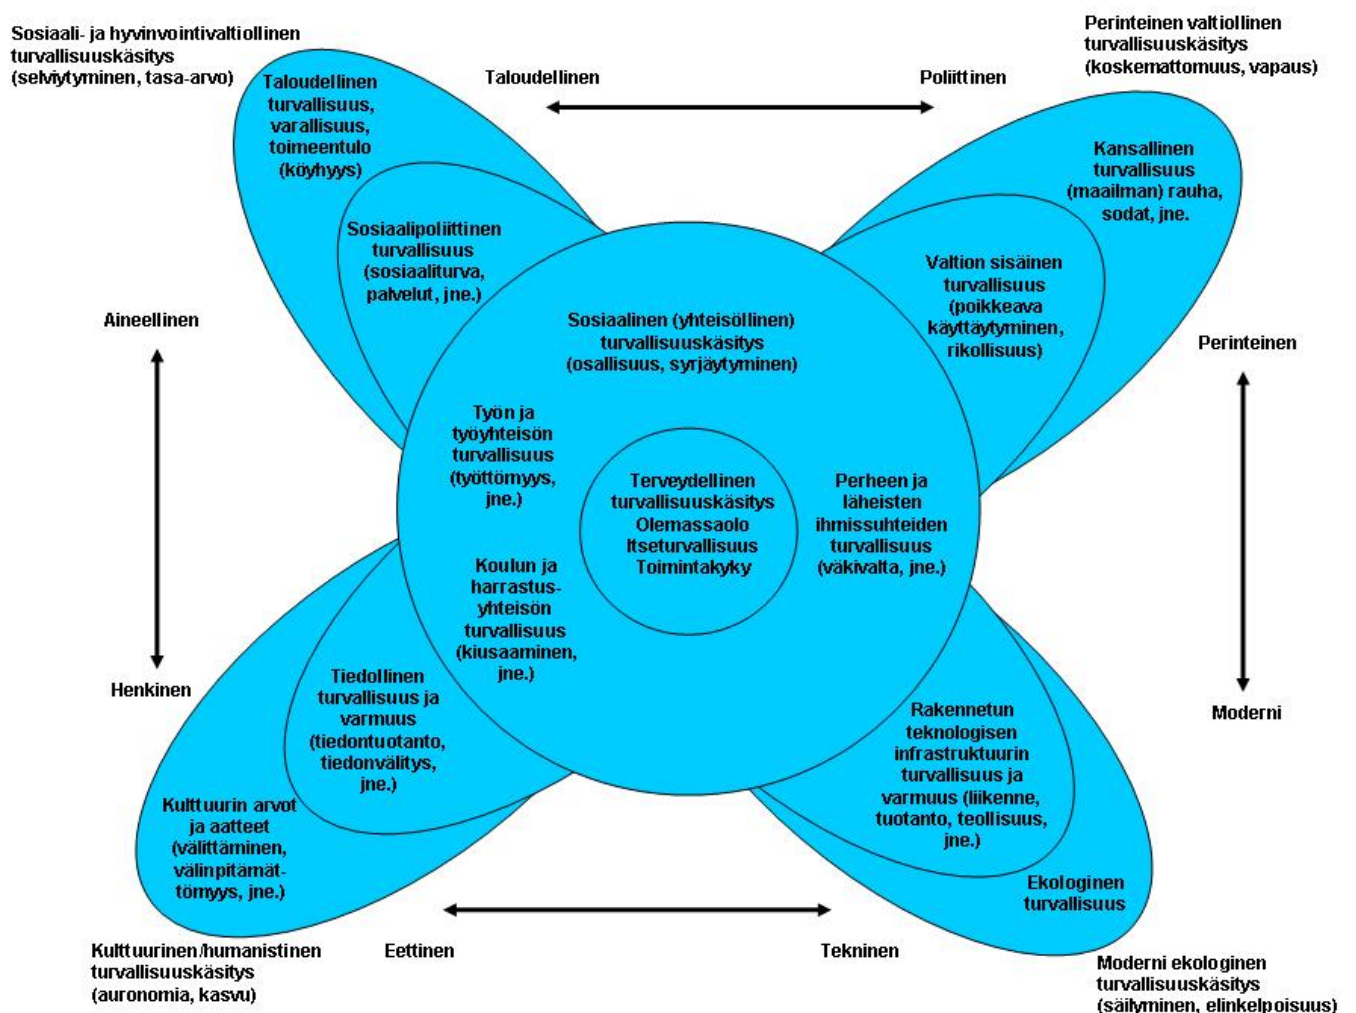 Sosiaali- ja hyvinvointivaltiollinen
turvallisuuskäsitys
(selviytyminen, tasa-arvo)
Taloudellinen
Poliittinen
Perinteinen valtiollinen
turvallisuuskäsitys
(koskemattomuus, vapaus)
Taloudellinen
turvallisuus,
varallisuus,
toimeentulo
(köyhyys)
Kansallinen
turvallisuus
(maailman) rauha,
sodat, jne.
Sosiaalipoliittinen
turvallisuus
(sosiaaliturva,
palvelut, jne.)
Valtion sisäinen
turvallisuus
(poikkeava
käyttäytyminen,
rikollisuus)
Aineellinen
Henkinen
Perinteinen
Moderni
Sosiaalinen (yhteisöllinen)
turvallisuuskäsitys
(osallisuus, syrjäytyminen)
Työn ja
työyhteisön
turvallisuus
(työttömyys,
jne.)
Terveydellinen
turvallisuuskäsitys
Olemassaolo
Itseturvallisuus
Toimintakyky
Perheen ja
läheisten
ihmissuhteiden
turvallisuus
(väkivalta, jne.)
Koulun ja
harrastus-
yhteisön
turvallisuus
(kiusaaminen,
jne.)
Tiedollinen
turvallisuus ja
varmuus
(tiedontuotanto,
tiedonvälitys,
jne.)
Rakennetun
teknologisen
infrastruktuurin
turvallisuus ja
varmuus (liikenne,
tuotanto, teollisuus,
jne.)
Kulttuurin arvot
ja aatteet
(välittäminen,
välinpitämät-
tömyys, jne.)
Ekologinen
turvallisuus
Kulttuurinen/humanistinen
turvallisuuskäsitys
(auronomia, kasvu)
Eettinen
Tekninen
Moderni ekologinen
turvallisuuskäsitys
(säilyminen, elinkelpoisuus)